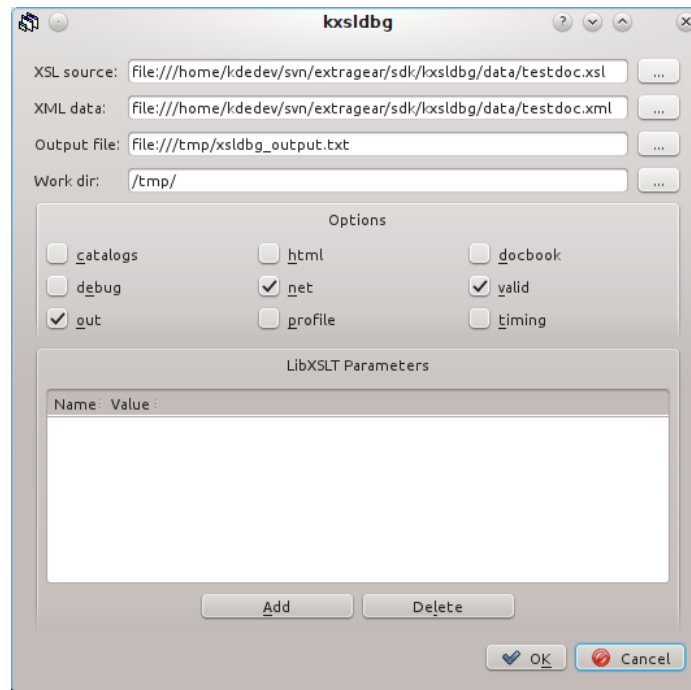 kxsldbg
XSL source: file:///home/kdedev/svn/extragear/sdk/kxsldbg/data/testdoc.xsl ...
XML data: file:///home/kdedev/svn/extragear/sdk/kxsldbg/data/testdoc.xml ...
Output file: file:///tmp/xsldbg_output.txt ...
Work dir: /tmp/ ...
Options
catalogs html docbook
debug net valid
out profile timing
LibXSLT Parameters
Name Value
Add Delete
OK Cancel